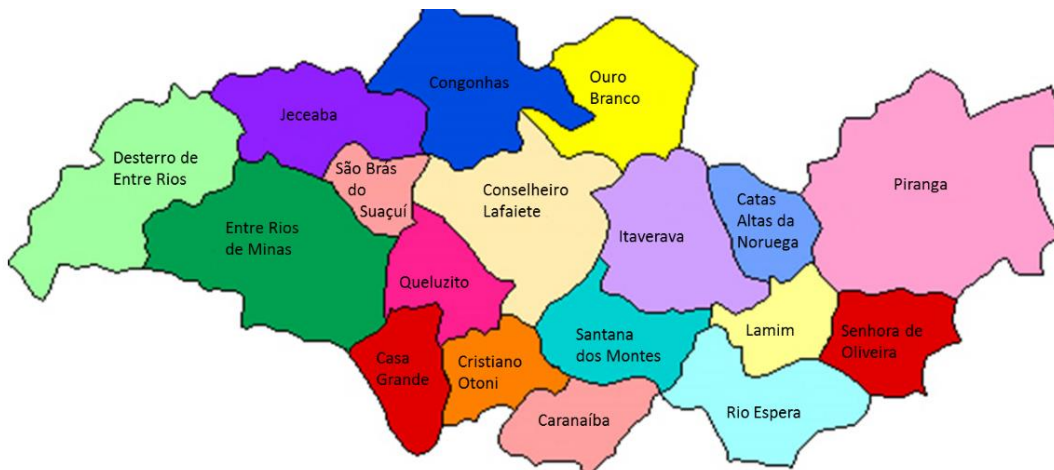 Congonhas
Ouro
Branco
Jeceaba
Desterro de
Entre Rios
São Brás
do
Suaçuí
Conselheiro
Lafaiete
Catas
Altas da
Noruega
Piranga
Entre Rios
de Minas
Itaverava
Queluzito
Santana
dos Montes
Lamim
Senhora de
Oliveira
Casa
Grande
Cristiano
Otoni
Caranaíba
Rio Espera